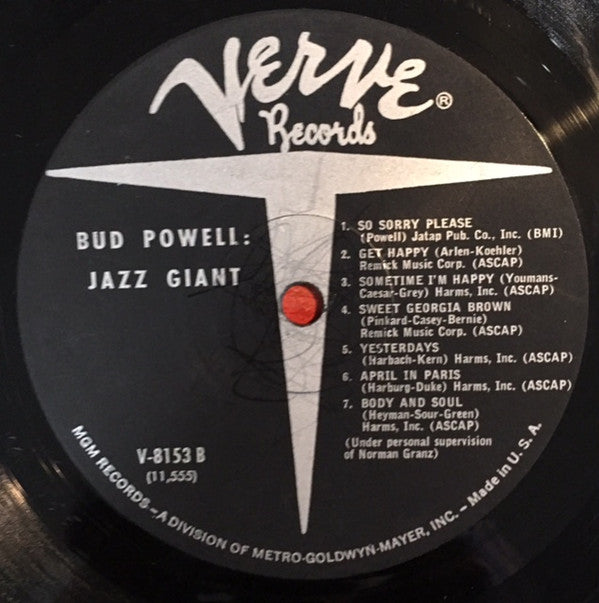 VERVE®
Records
BUD POWELL:
JAZZ GIANT
1. SO SORRY PLEASE
(Powell) Jatap Pub. Co., Inc. (BMI)
2. GET HAPPY (Arlen-Koehler)
Remick Music Corp. (ASCAP)
3. SOMETIME I'M HAPPY (Youmans-
Caesar-Grey) Harms, Inc. (ASCAP)
4. SWEET GEORGIA BROWN
(Pinkard-Casey-Bernie)
Remick Music Corp. (ASCAP)
5. YESTERDAYS
(Harbach-Kern) Harms, Inc. (ASCAP)
6. APRIL IN PARIS
(Harburg-Duke) Harms, Inc. (ASCAP)
7. BODY AND SOUL
(Heyman-Sour-Green)
Harms, Inc. (ASCAP)
(Under personal supervision
of Norman Granz)
V-8153 B
(11,555)
MGM RECORDS—A DIVISION OF METRO-GOLDWYN-MAYER, INC.—Made in U. S. A.